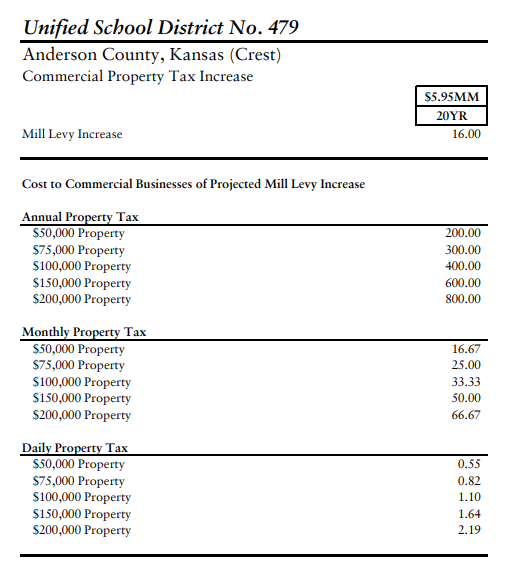 Unified School District No. 479
Anderson County, Kansas (Crest)
Commercial Property Tax Increase
$5.95MM
20YR
Mill Levy Increase 16.00
Cost to Commercial Businesses of Projected Mill Levy Increase
Annual Property Tax
$50,000 Property 200.00
$75,000 Property 300.00
$100,000 Property 400.00
$150,000 Property 600.00
$200,000 Property 800.00
Monthly Property Tax
$50,000 Property 16.67
$75,000 Property 25.00
$100,000 Property 33.33
$150,000 Property 50.00
$200,000 Property 66.67
Daily Property Tax
$50,000 Property 0.55
$75,000 Property 0.82
$100,000 Property 1.10
$150,000 Property 1.64
$200,000 Property 2.19